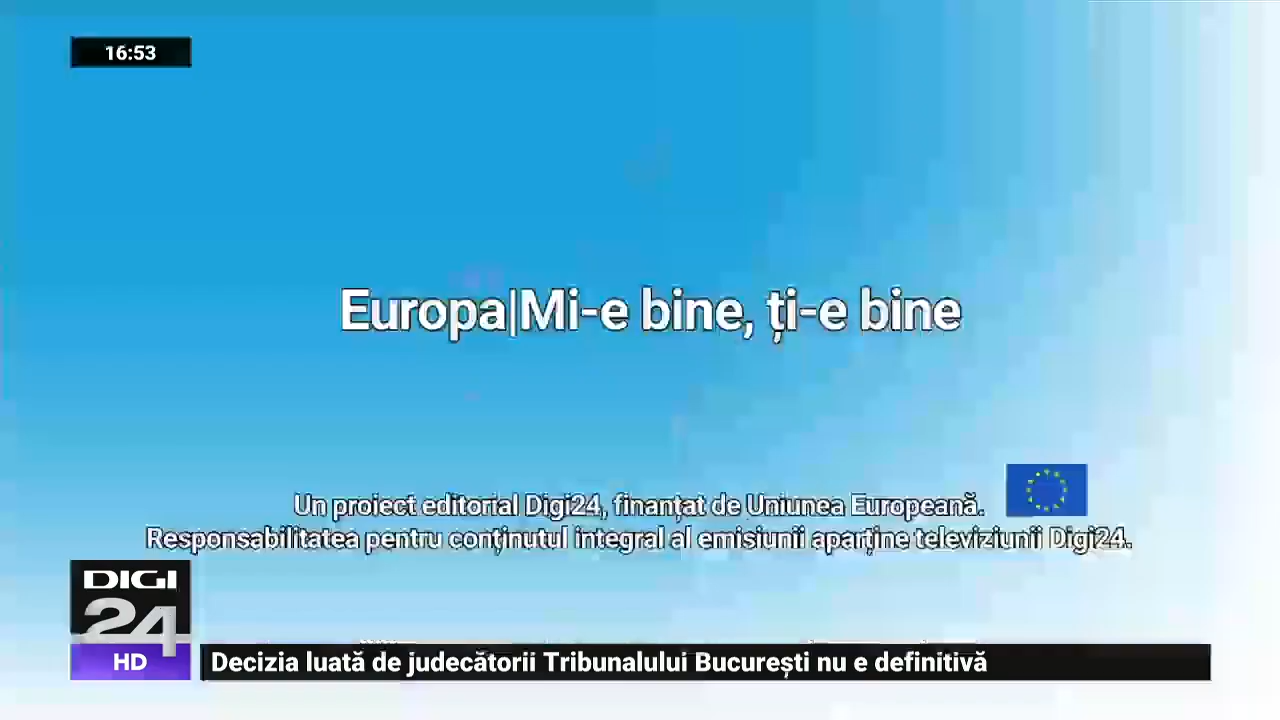 16:53
Europa|Mi-e bine, ți-e bine
Un proiect editorial Digi24, finanțat de Uniunea Europeană.
Responsabilitatea pentru conținutul integral al emisiunii aparține televiziunii Digi24.
DIGI
24
HD
Decizia luată de judecătorii Tribunalului București nu e definitivă